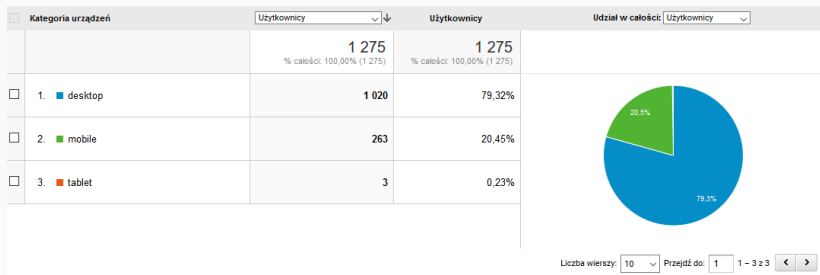 Kategoria urządzeń Użytkownicy Użytkownicy Udział w całości: Użytkownicy
1 275 1 275
% całości: 100,00% (1 275) % całości: 100,00% (1 275)
1. desktop 1 020 79,32%
2. mobile 263 20,45%
3. tablet 3 0,23%
20,5%
79,3%
Liczba wierszy: 10 Przejdź do: 1 1 – 3 z 3